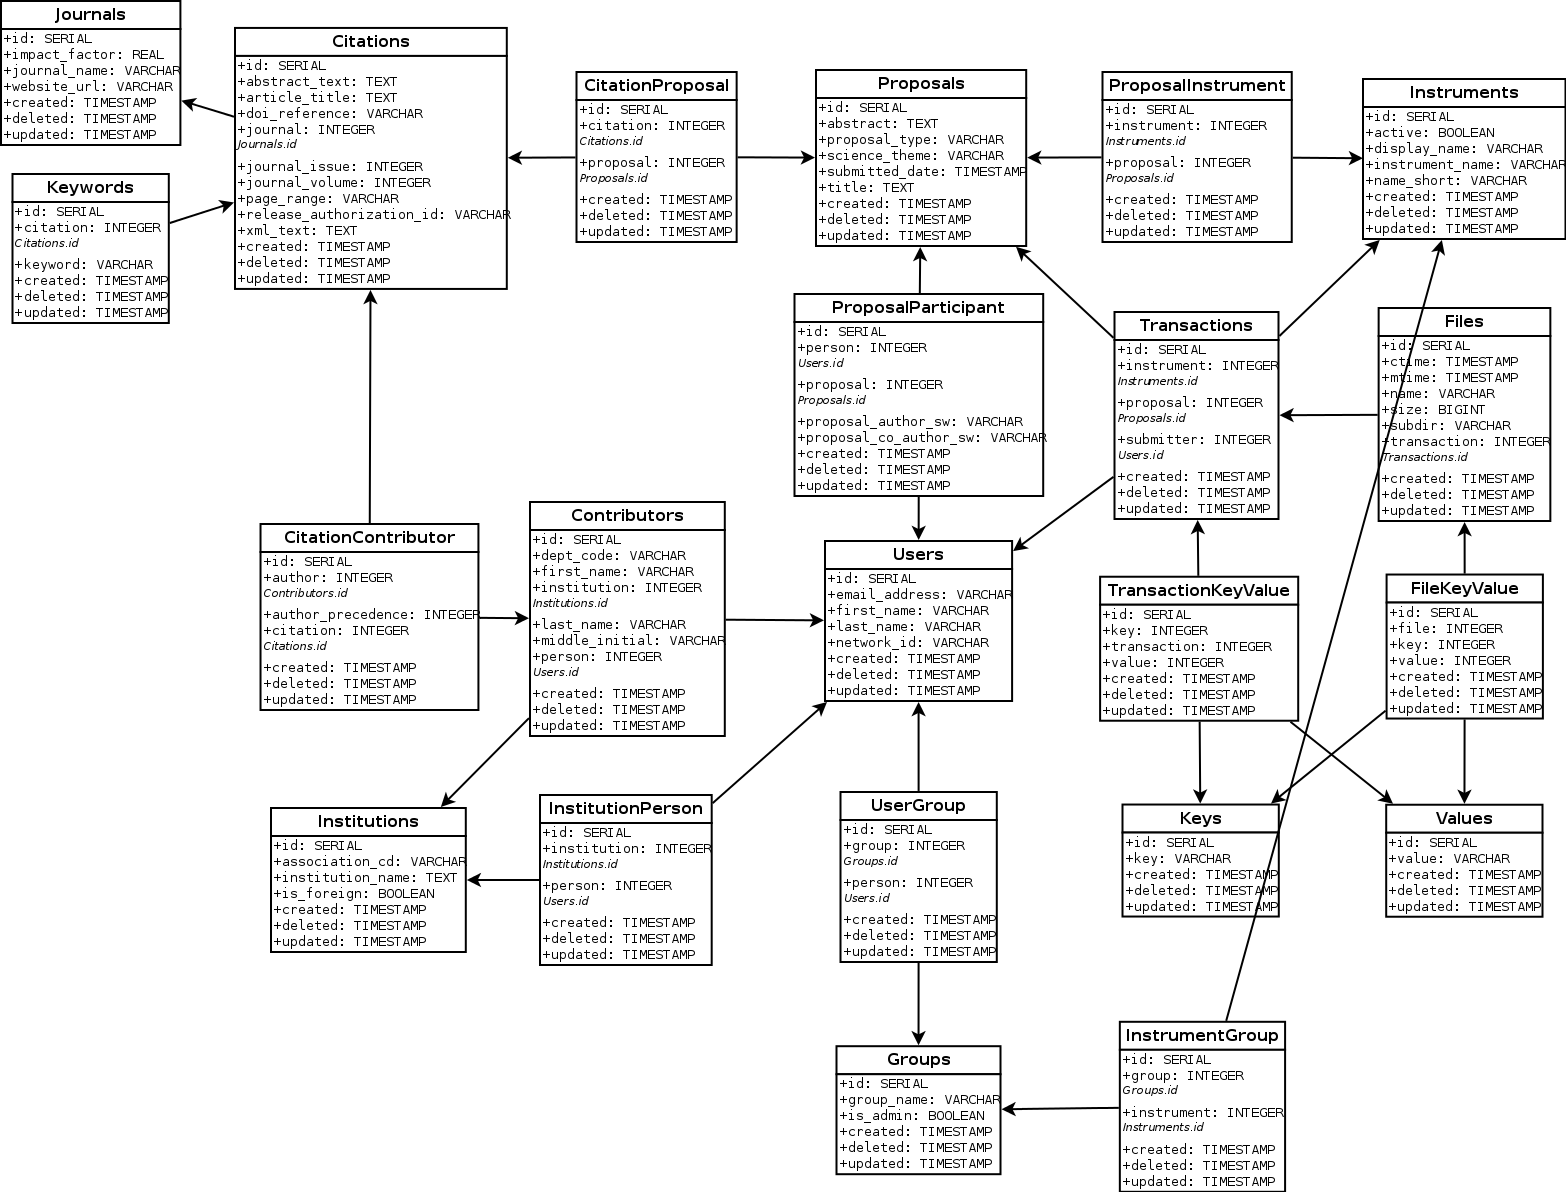 Journals
+id: SERIAL
+impact_factor: REAL
+journal_name: VARCHAR
+website_url: VARCHAR
+created: TIMESTAMP
+deleted: TIMESTAMP
+updated: TIMESTAMP
Citations
+id: SERIAL
+abstract_text: TEXT
+article_title: TEXT
+doi_reference: VARCHAR
+journal: INTEGER
Journals.id
+journal_issue: INTEGER
+journal_volume: INTEGER
+page_range: VARCHAR
+release_authorization_id: VARCHAR
+xml_text: TEXT
+created: TIMESTAMP
+deleted: TIMESTAMP
+updated: TIMESTAMP
CitationProposal
+id: SERIAL
+citation: INTEGER
Citations.id
+proposal: INTEGER
Proposals.id
+created: TIMESTAMP
+deleted: TIMESTAMP
+updated: TIMESTAMP
Proposals
+id: SERIAL
+abstract: TEXT
+proposal_type: VARCHAR
+science_theme: VARCHAR
+submitted_date: TIMESTAMP
+title: TEXT
+created: TIMESTAMP
+deleted: TIMESTAMP
+updated: TIMESTAMP
ProposalInstrument
+id: SERIAL
+instrument: INTEGER
Instruments.id
+proposal: INTEGER
Proposals.id
+created: TIMESTAMP
+deleted: TIMESTAMP
+updated: TIMESTAMP
Instruments
+id: SERIAL
+active: BOOLEAN
+display_name: VARCHAR
+instrument_name: VARCHAR
+name_short: VARCHAR
+created: TIMESTAMP
+deleted: TIMESTAMP
+updated: TIMESTAMP
Keywords
+id: SERIAL
+citation: INTEGER
Citations.id
+keyword: VARCHAR
+created: TIMESTAMP
+deleted: TIMESTAMP
+updated: TIMESTAMP
ProposalParticipant
+id: SERIAL
+person: INTEGER
Users.id
+proposal: INTEGER
Proposals.id
+proposal_author_sw: VARCHAR
+proposal_co_author_sw: VARCHAR
+created: TIMESTAMP
+deleted: TIMESTAMP
+updated: TIMESTAMP
Transactions
+id: SERIAL
+instrument: INTEGER
Instruments.id
+proposal: INTEGER
Proposals.id
+submitter: INTEGER
Users.id
+created: TIMESTAMP
+deleted: TIMESTAMP
+updated: TIMESTAMP
Files
+id: SERIAL
+ctime: TIMESTAMP
+mtime: TIMESTAMP
+name: VARCHAR
+size: BIGINT
+subdir: VARCHAR
+transaction: INTEGER
Transactions.id
+created: TIMESTAMP
+deleted: TIMESTAMP
+updated: TIMESTAMP
CitationContributor
+id: SERIAL
+author: INTEGER
Contributors.id
+author_precedence: INTEGER
+citation: INTEGER
Citations.id
+created: TIMESTAMP
+deleted: TIMESTAMP
+updated: TIMESTAMP
Contributors
+id: SERIAL
+dept_code: VARCHAR
+first_name: VARCHAR
+institution: INTEGER
Institutions.id
+last_name: VARCHAR
+middle_initial: VARCHAR
+person: INTEGER
Users.id
+created: TIMESTAMP
+deleted: TIMESTAMP
+updated: TIMESTAMP
Users
+id: SERIAL
+email_address: VARCHAR
+first_name: VARCHAR
+last_name: VARCHAR
+network_id: VARCHAR
+created: TIMESTAMP
+deleted: TIMESTAMP
+updated: TIMESTAMP
TransactionKeyValue
+id: SERIAL
+key: INTEGER
+transaction: INTEGER
+value: INTEGER
+created: TIMESTAMP
+deleted: TIMESTAMP
+updated: TIMESTAMP
FileKeyValue
+id: SERIAL
+file: INTEGER
+key: INTEGER
+value: INTEGER
+created: TIMESTAMP
+deleted: TIMESTAMP
+updated: TIMESTAMP
Institutions
+id: SERIAL
+association_cd: VARCHAR
+institution_name: TEXT
+is_foreign: BOOLEAN
+created: TIMESTAMP
+deleted: TIMESTAMP
+updated: TIMESTAMP
InstitutionPerson
+id: SERIAL
+institution: INTEGER
Institutions.id
+person: INTEGER
Users.id
+created: TIMESTAMP
+deleted: TIMESTAMP
+updated: TIMESTAMP
UserGroup
+id: SERIAL
+group: INTEGER
Groups.id
+person: INTEGER
Users.id
+created: TIMESTAMP
+deleted: TIMESTAMP
+updated: TIMESTAMP
Keys
+id: SERIAL
+key: VARCHAR
+created: TIMESTAMP
+deleted: TIMESTAMP
+updated: TIMESTAMP
Values
+id: SERIAL
+value: VARCHAR
+created: TIMESTAMP
+deleted: TIMESTAMP
+updated: TIMESTAMP
Groups
+id: SERIAL
+group_name: VARCHAR
+is_admin: BOOLEAN
+created: TIMESTAMP
+deleted: TIMESTAMP
+updated: TIMESTAMP
InstrumentGroup
+id: SERIAL
+group: INTEGER
Groups.id
+instrument: INTEGER
Instruments.id
+created: TIMESTAMP
+deleted: TIMESTAMP
+updated: TIMESTAMP